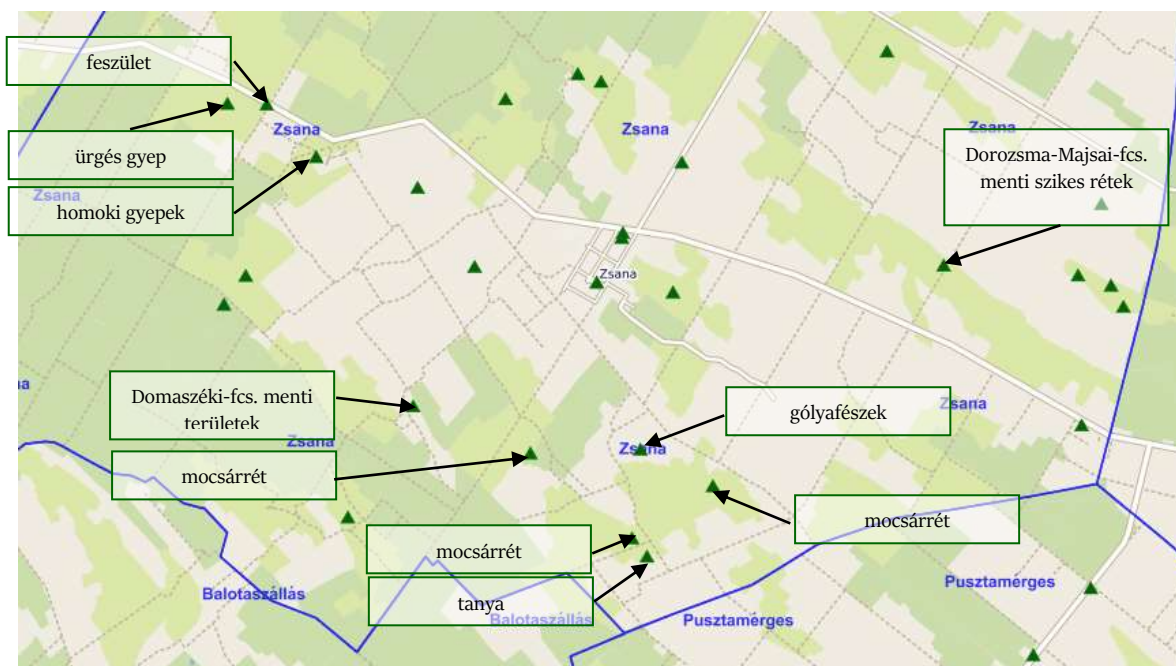 feszület
Zsana
Zsana
Zsana
ürgés gyep
Dorozsma-Majsai-fcs.
menti szikes rétek
Zsana
homoki gyepek
Zsana
Domaszéki-fcs. menti
területek
gólyafészek
Zsana
Zsana
Zsana
mocsárrét
mocsárrét
mocsárrét
tanya
Balotaszállás
Balotaszállás
Pusztamérges
Pusztamérges